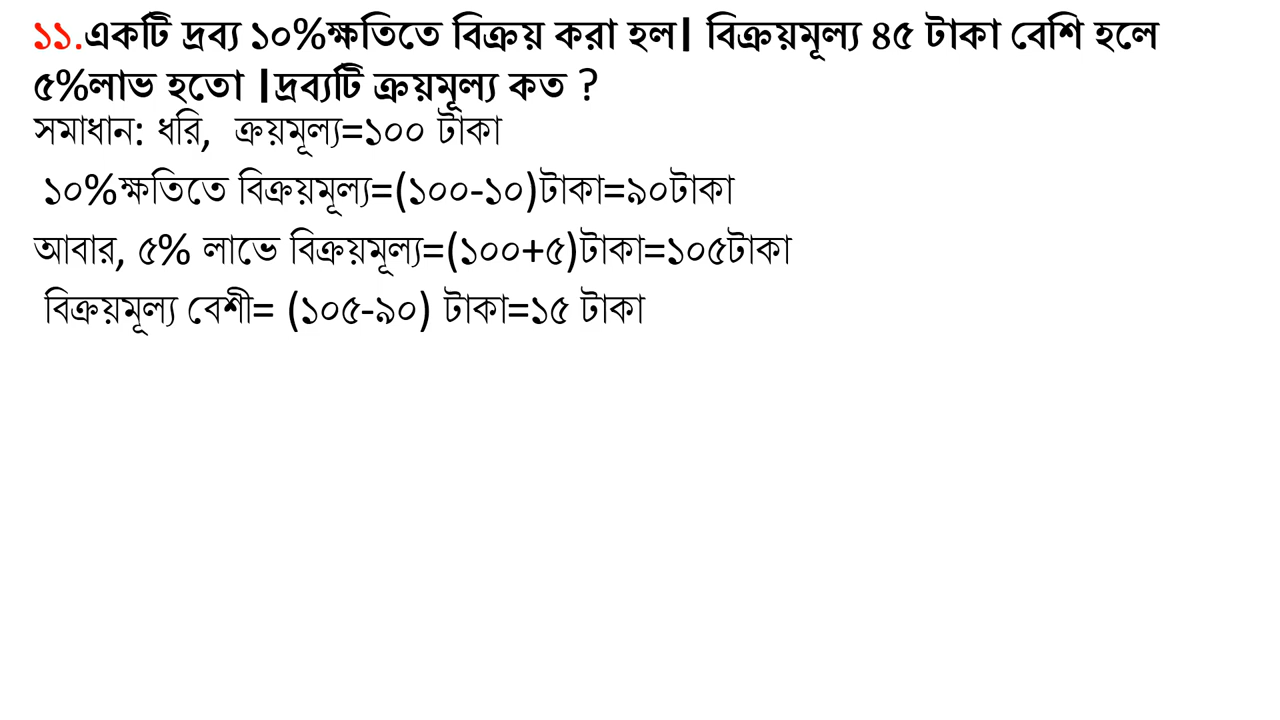 ১১.একটি দ্রব্য ১০%ক্ষতিতে বিক্রয় করা হল| বিক্রয়মূল্য 8৫ টাকা বেশি হলে
৫%লাভ হতো |দ্রব্যটি ক্রয়মূল্য কত ?
সমাধান: ধরি, ক্রয়মূল্য=১০০ টাকা
১০%ক্ষতিতে বিক্রয়মূল্য=(১০০-১০)টাকা=৯০টাকা
আবার, ৫% লাভে বিক্রয়মূল্য=(১০০+৫)টাকা=১০৫টাকা
বিক্রয়মূল্য বেশী= (১০৫-৯০) টাকা=১৫ টাকা